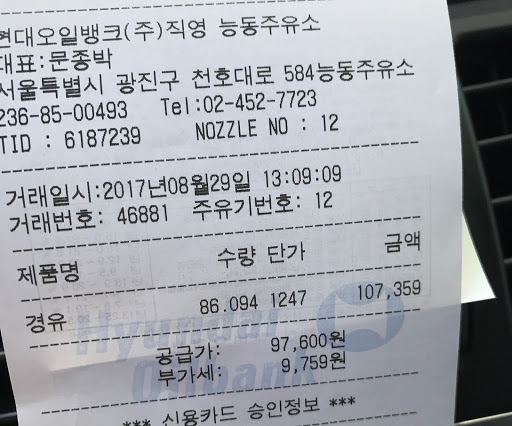 현대오일뱅크(주)직영 능동주유소
대표:문종박
서울특별시 광진구 천호대로 584능동주유소
236-85-00493 Tel:02-452-7723
TID : 6187239 NOZZLE NO : 12
거래일시:2017년08월29일 13:09:09
거래번호: 46881 주유기번호: 12
제품명 수량 단가 금액
경유 86.094 1247 107,359
공급가: 97,600원
부가세: 9,759원
Hyundai
Oilbank
*** 신용카드 승인정보 ***